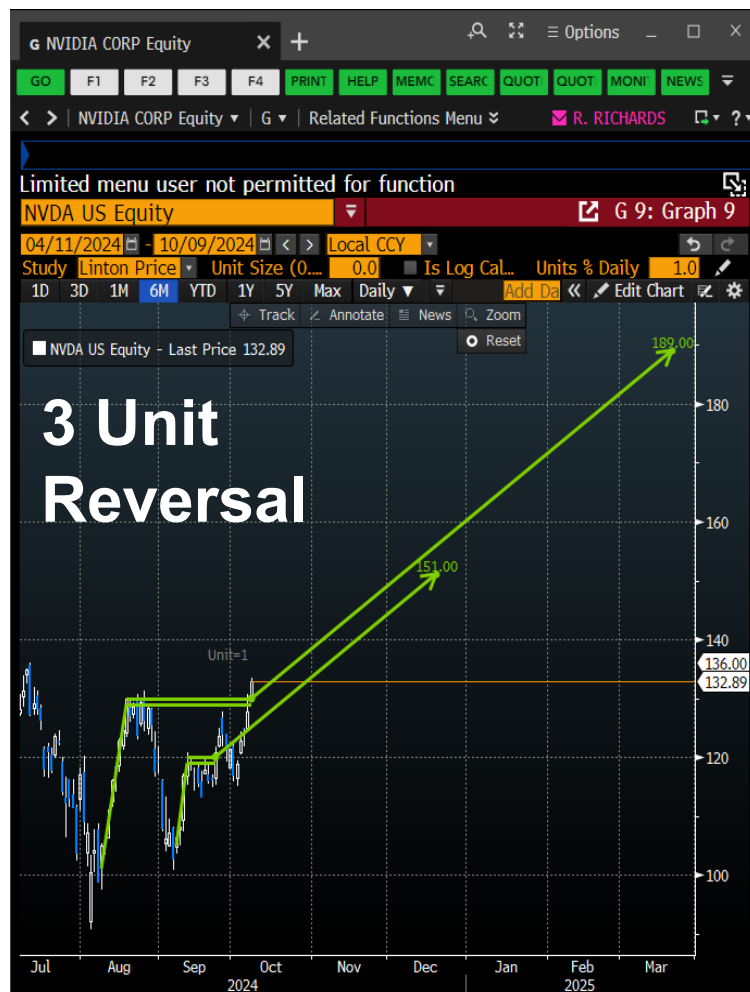 G NVIDIA CORP Equity × +
≡ Options _ □ ×
GO F1 F2 F3 F4 PRINT HELP MEMC SEARC QUOT QUOT MONI NEWS
< > NVIDIA CORP Equity ▾ G ▾ Related Functions Menu R. RICHARDS ?
Limited menu user not permitted for function
NVDA US Equity G 9: Graph 9
04/11/2024 - 10/09/2024 < > Local CCY
Study Linton Price Unit Size (0.... 0.0 Is Log Cal... Units % Daily 1.0
1D 3D 1M 6M YTD 1Y 5Y Max Daily ▼ Add Da « Edit Chart
Track Annotate News Zoom
Reset
NVDA US Equity - Last Price 132.89
189.00
3 Unit
Reversal
180
160
151.00
140
Unit=1
136.00
132.89
120
100
Jul Aug Sep Oct Nov Dec Jan Feb Mar
2024 2025